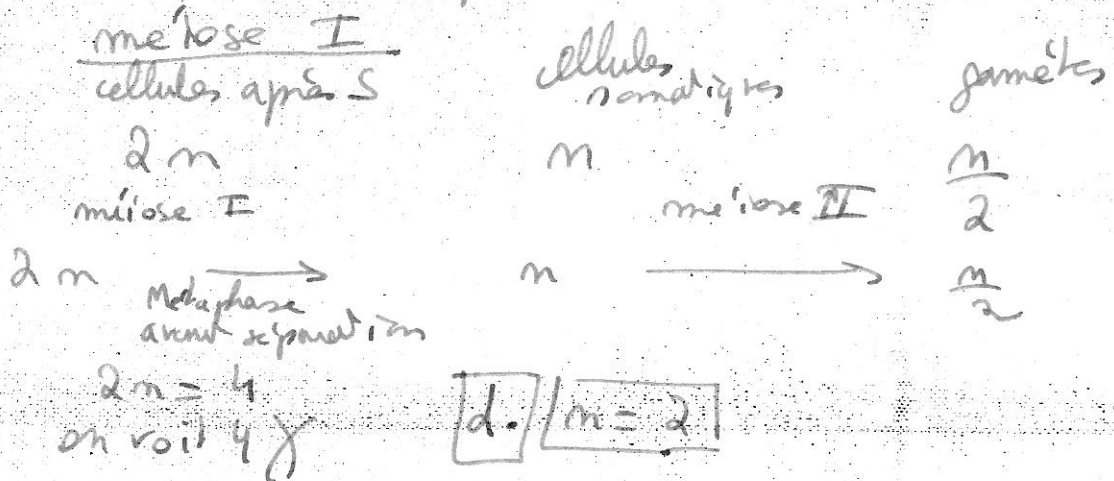 méiose I cellules somatiques gamètes
cellules après S
2n n n/2
méiose I méiose II
2n → n → n/2
Métaphase
avant séparation
2n = 4
on voit 4 d. n = 2